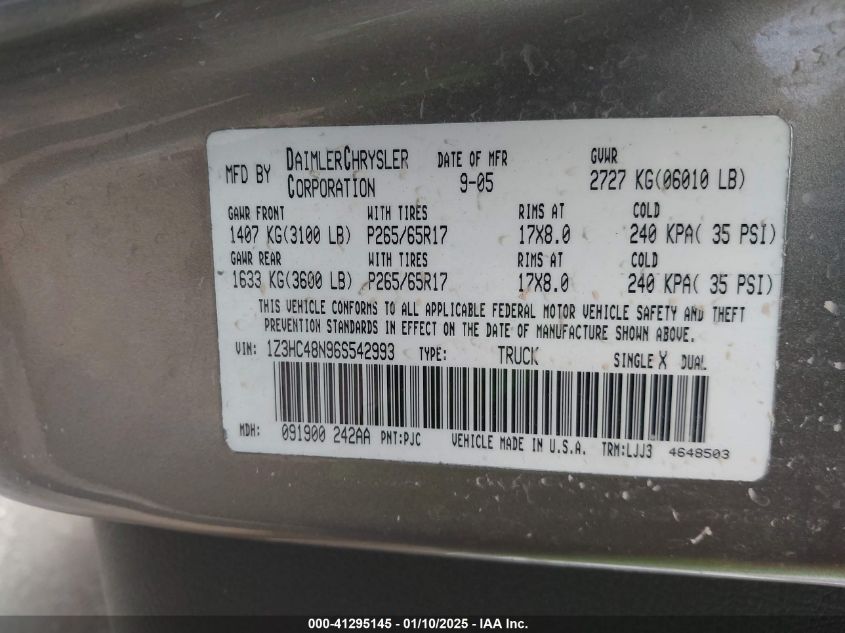 MFD BY DAIMLERCHRYSLER CORPORATION DATE OF MFR 9-05 GVWR 2727 KG(06010 LB)
GAWR FRONT WITH TIRES RIMS AT COLD
1407 KG(3100 LB) P265/65R17 17X8.0 240 KPA( 35 PSI)
GAWR REAR WITH TIRES RIMS AT COLD
1633 KG(3600 LB) P265/65R17 17X8.0 240 KPA( 35 PSI)
THIS VEHICLE CONFORMS TO ALL APPLICABLE FEDERAL MOTOR VEHICLE SAFETY AND THEFT
PREVENTION STANDARDS IN EFFECT ON THE DATE OF MANUFACTURE SHOWN ABOVE.
VIN: 1Z3HC48N96S542993 TYPE: TRUCK SINGLE X DUAL
MDH: 091900 242AA PNT:PJC VEHICLE MADE IN U.S.A. TRM:LJJ3 4648503
000-41295145 - 01/10/2025 - IAA Inc.